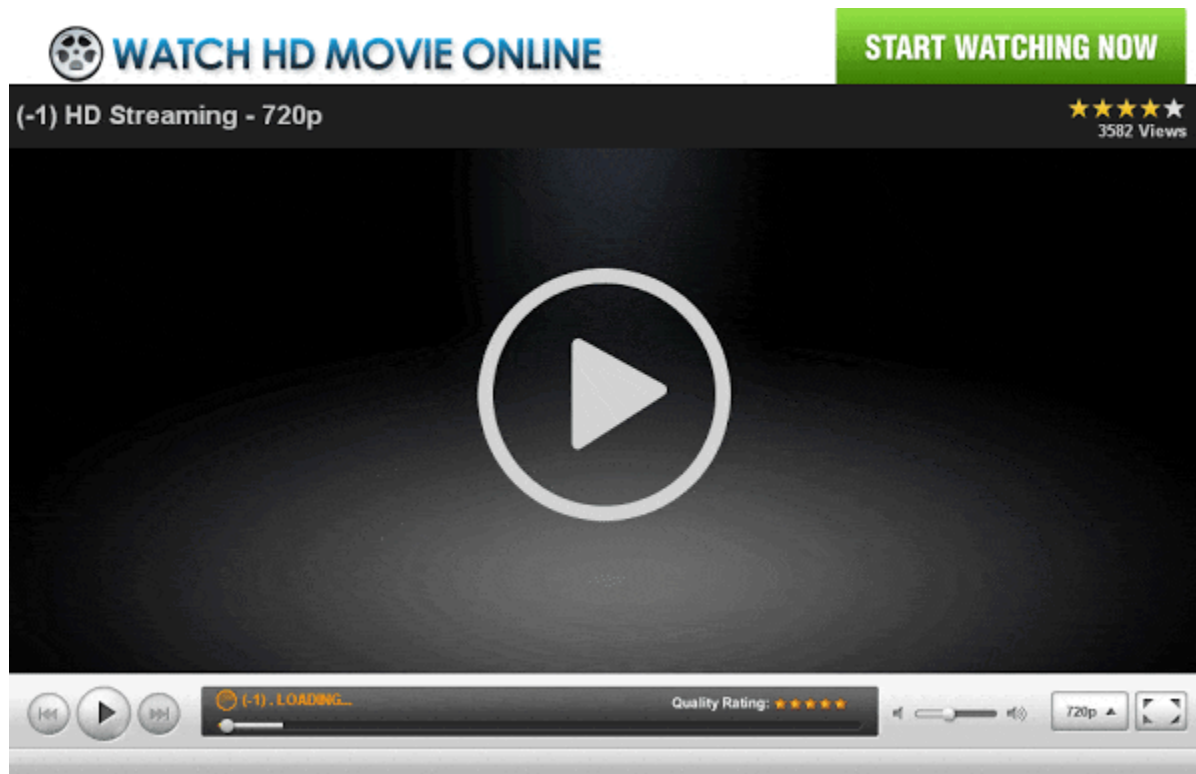 WATCH HD MOVIE ONLINE
START WATCHING NOW
(-1) HD Streaming - 720p
3582 Views
(-1) . LOADING...
Quality Rating:
720p